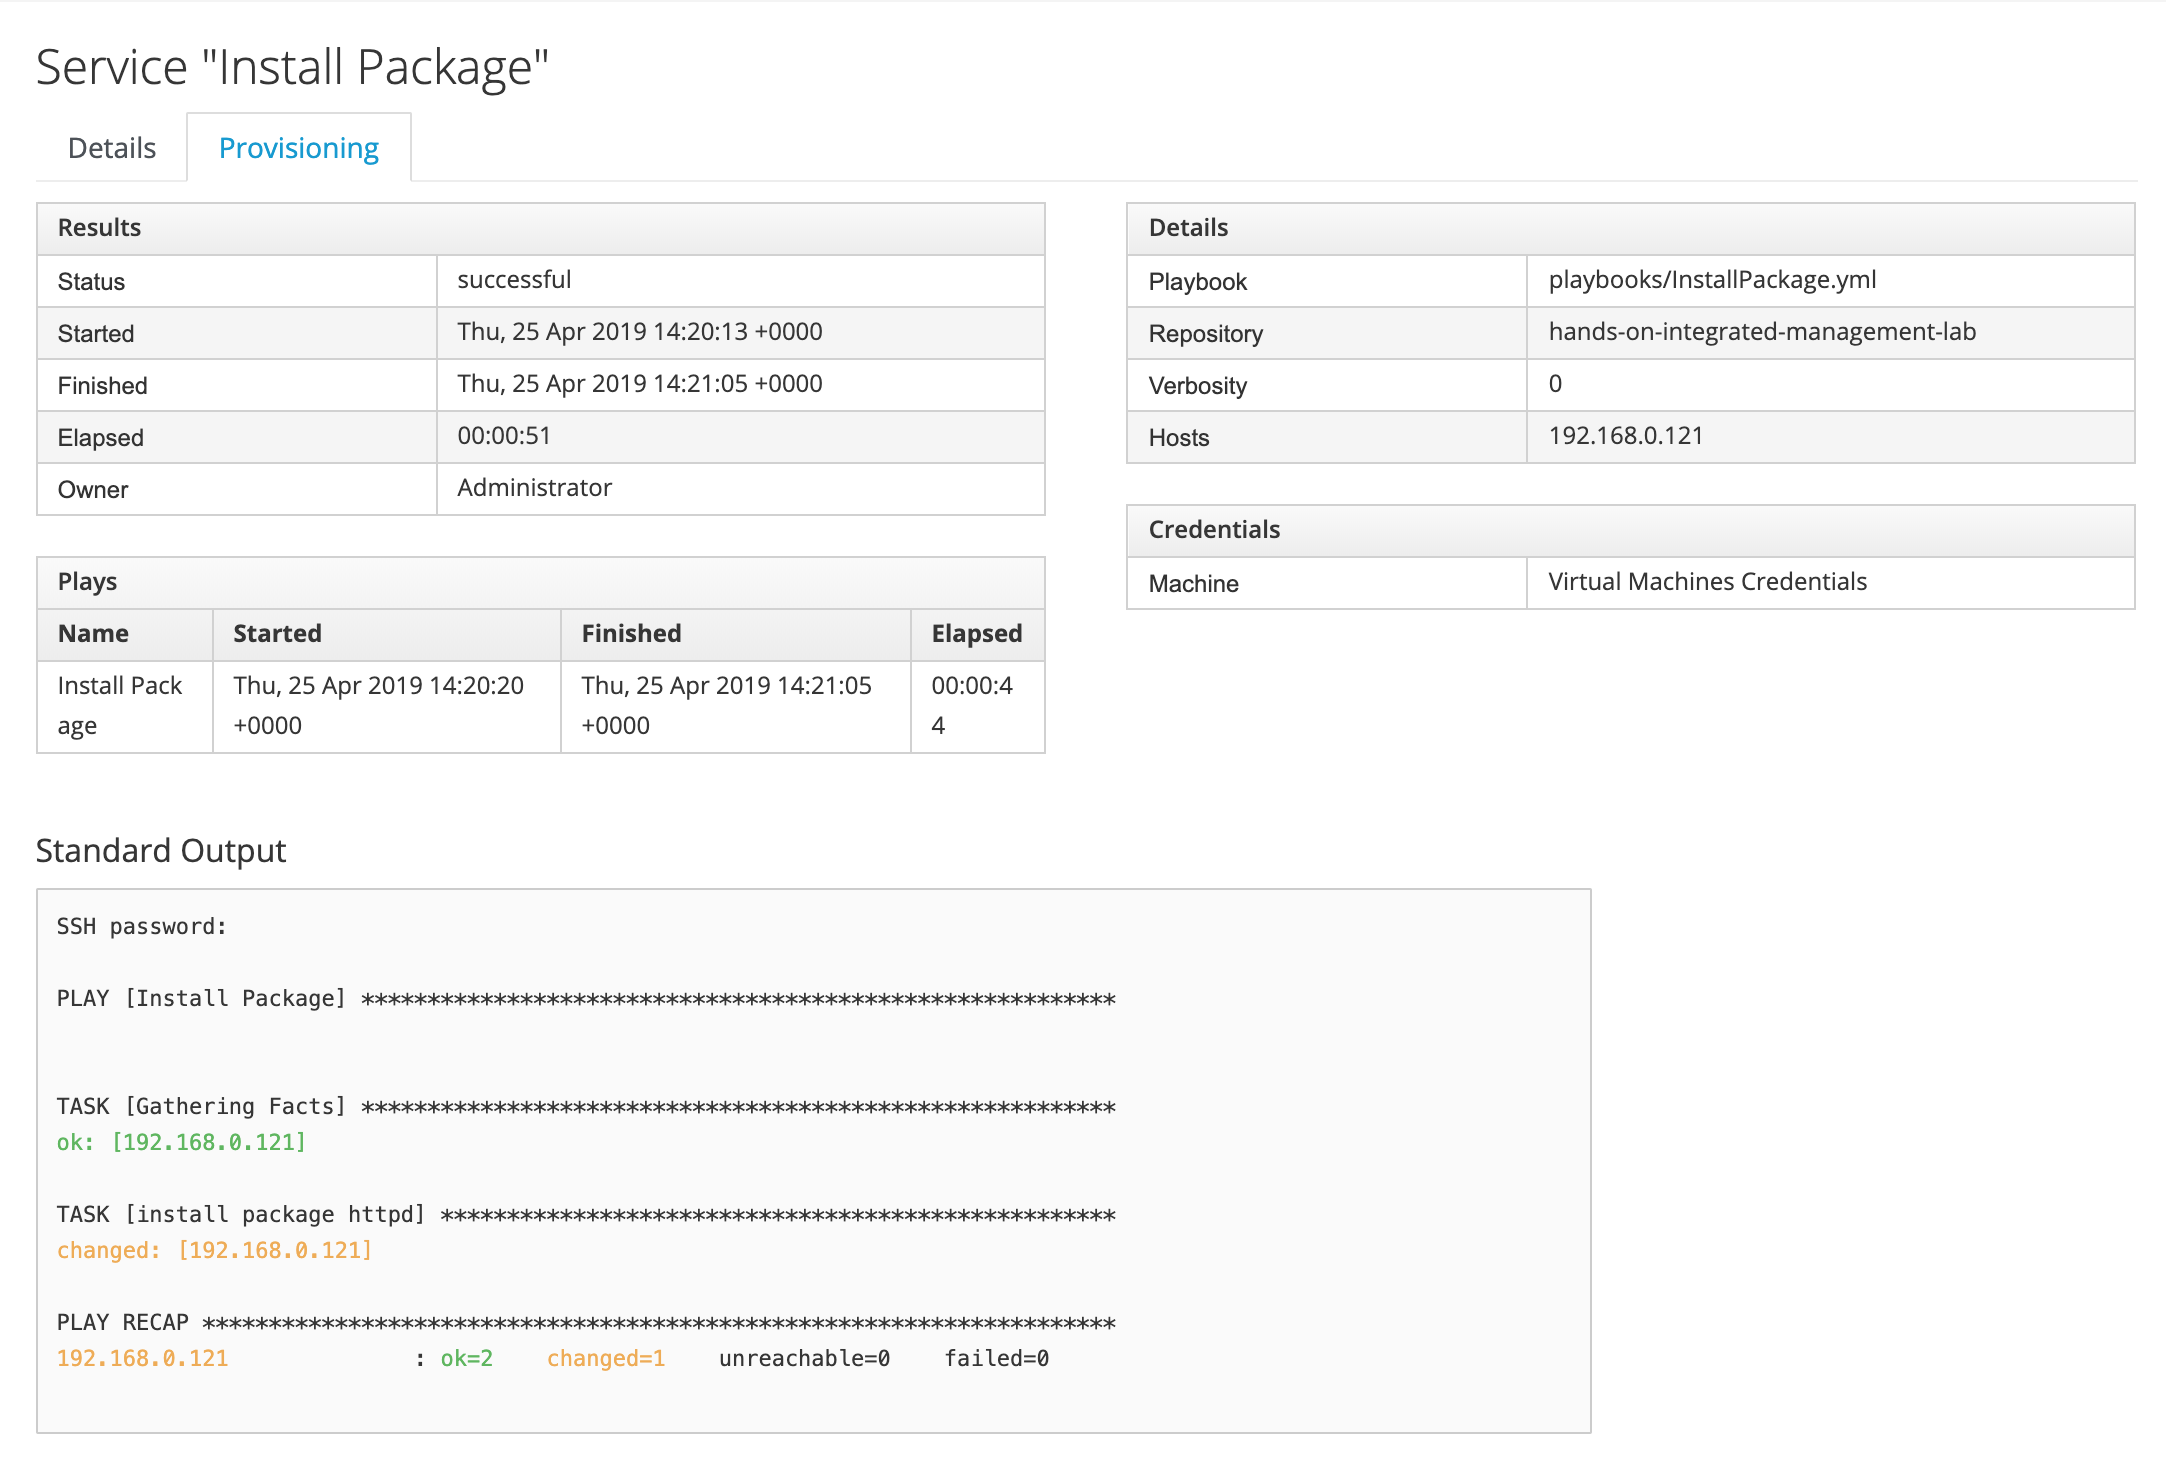 Service "Install Package"
Details
Provisioning
Results
Status successful
Started Thu, 25 Apr 2019 14:20:13 +0000
Finished Thu, 25 Apr 2019 14:21:05 +0000
Elapsed 00:00:51
Owner Administrator
Plays
Name Started Finished Elapsed
Install Pack Thu, 25 Apr 2019 14:20:20 Thu, 25 Apr 2019 14:21:05 00:00:4
age +0000 +0000 4
Details
Playbook playbooks/InstallPackage.yml
Repository hands-on-integrated-management-lab
Verbosity 0
Hosts 192.168.0.121
Credentials
Machine Virtual Machines Credentials
Standard Output
SSH password:
PLAY [Install Package] *********************************************************
TASK [Gathering Facts] *********************************************************
ok: [192.168.0.121]
TASK [install package httpd] ***************************************************
changed: [192.168.0.121]
PLAY RECAP *********************************************************************
192.168.0.121 : ok=2 changed=1 unreachable=0 failed=0